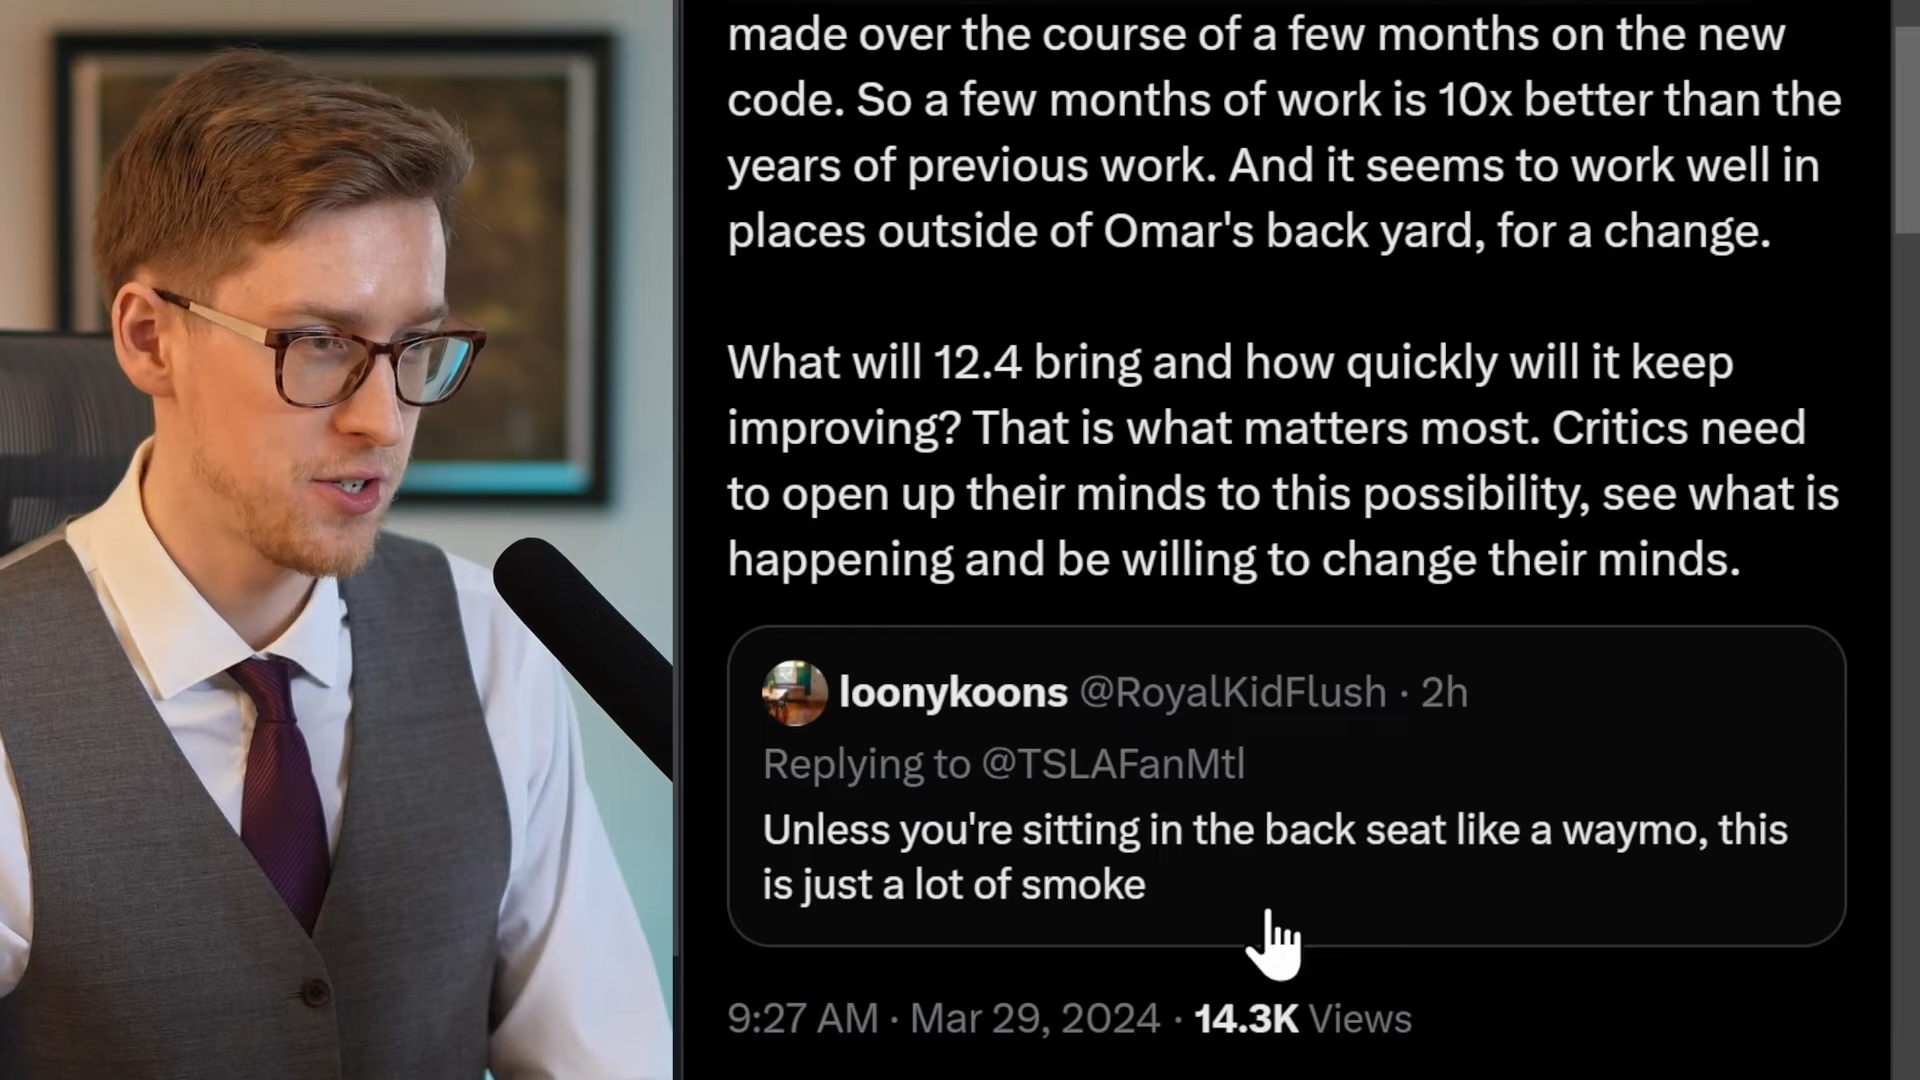 made over the course of a few months on the new
code. So a few months of work is 10x better than the
years of previous work. And it seems to work well in
places outside of Omar's back yard, for a change.
What will 12.4 bring and how quickly will it keep
improving? That is what matters most. Critics need
to open up their minds to this possibility, see what is
happening and be willing to change their minds.
loonykoons @RoyalKidFlush · 2h
Replying to @TSLAFanMtl
Unless you're sitting in the back seat like a waymo, this
is just a lot of smoke
9:27 AM · Mar 29, 2024 · 14.3K Views